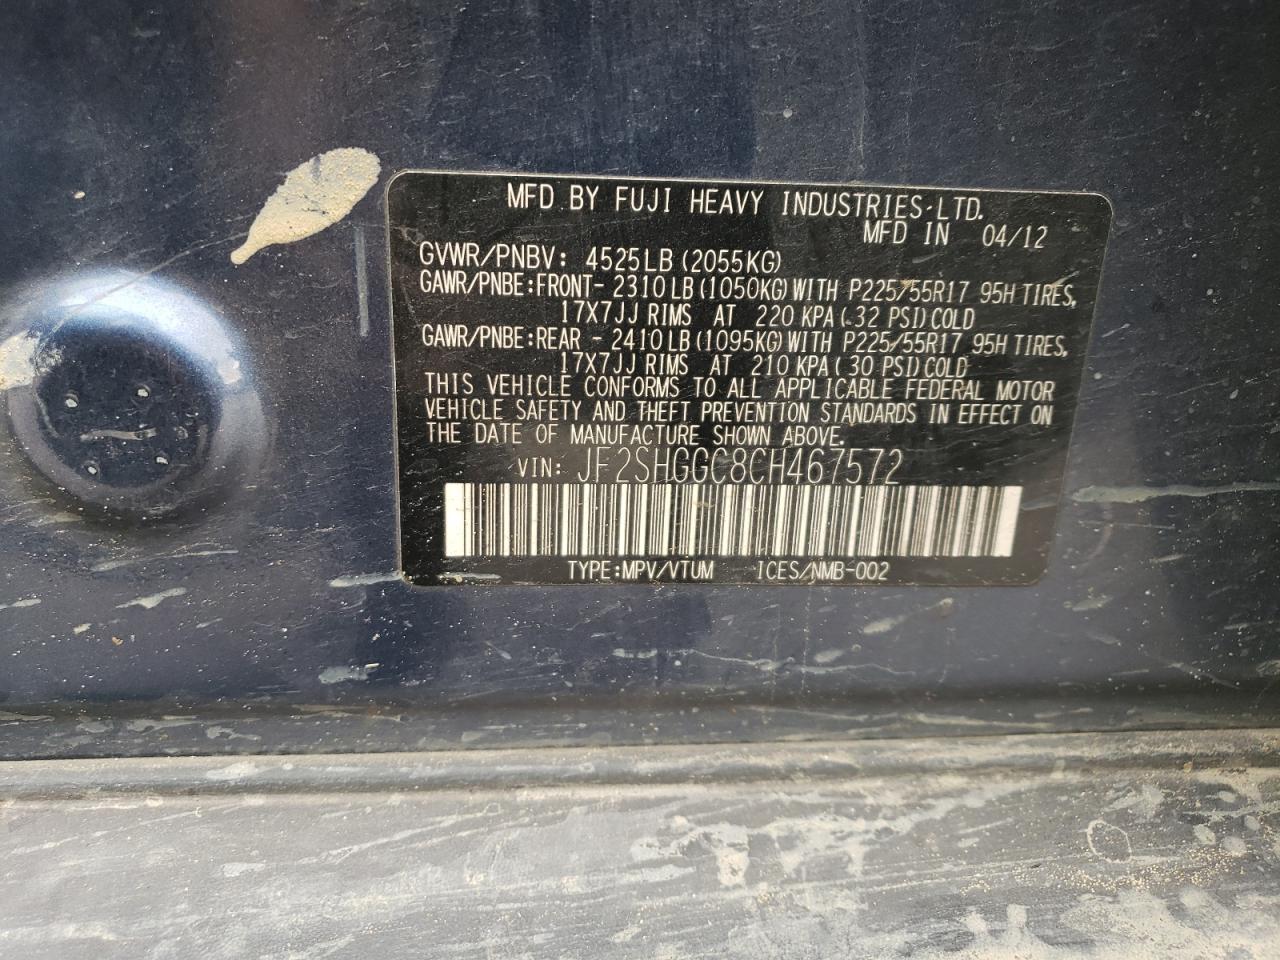 MFD BY FUJI HEAVY INDUSTRIES·LTD.
MFD IN 04/12
GVWR/PNBV: 4525LB (2055KG)
GAWR/PNBE:FRONT- 2310LB (1050KG) WITH P225/55R17 95H TIRES,
17X7JJ RIMS AT 220 KPA ( 32 PSI) COLD
GAWR/PNBE:REAR - 2410LB (1095KG) WITH P225/55R17 95H TIRES,
17X7JJ RIMS AT 210 KPA ( 30 PSI) COLD
THIS VEHICLE CONFORMS TO ALL APPLICABLE FEDERAL MOTOR
VEHICLE SAFETY AND THEFT PREVENTION STANDARDS IN EFFECT ON
THE DATE OF MANUFACTURE SHOWN ABOVE.
VIN: JF2SHGGC8CH467572
TYPE:MPV/VTUM ICES/NMB-002